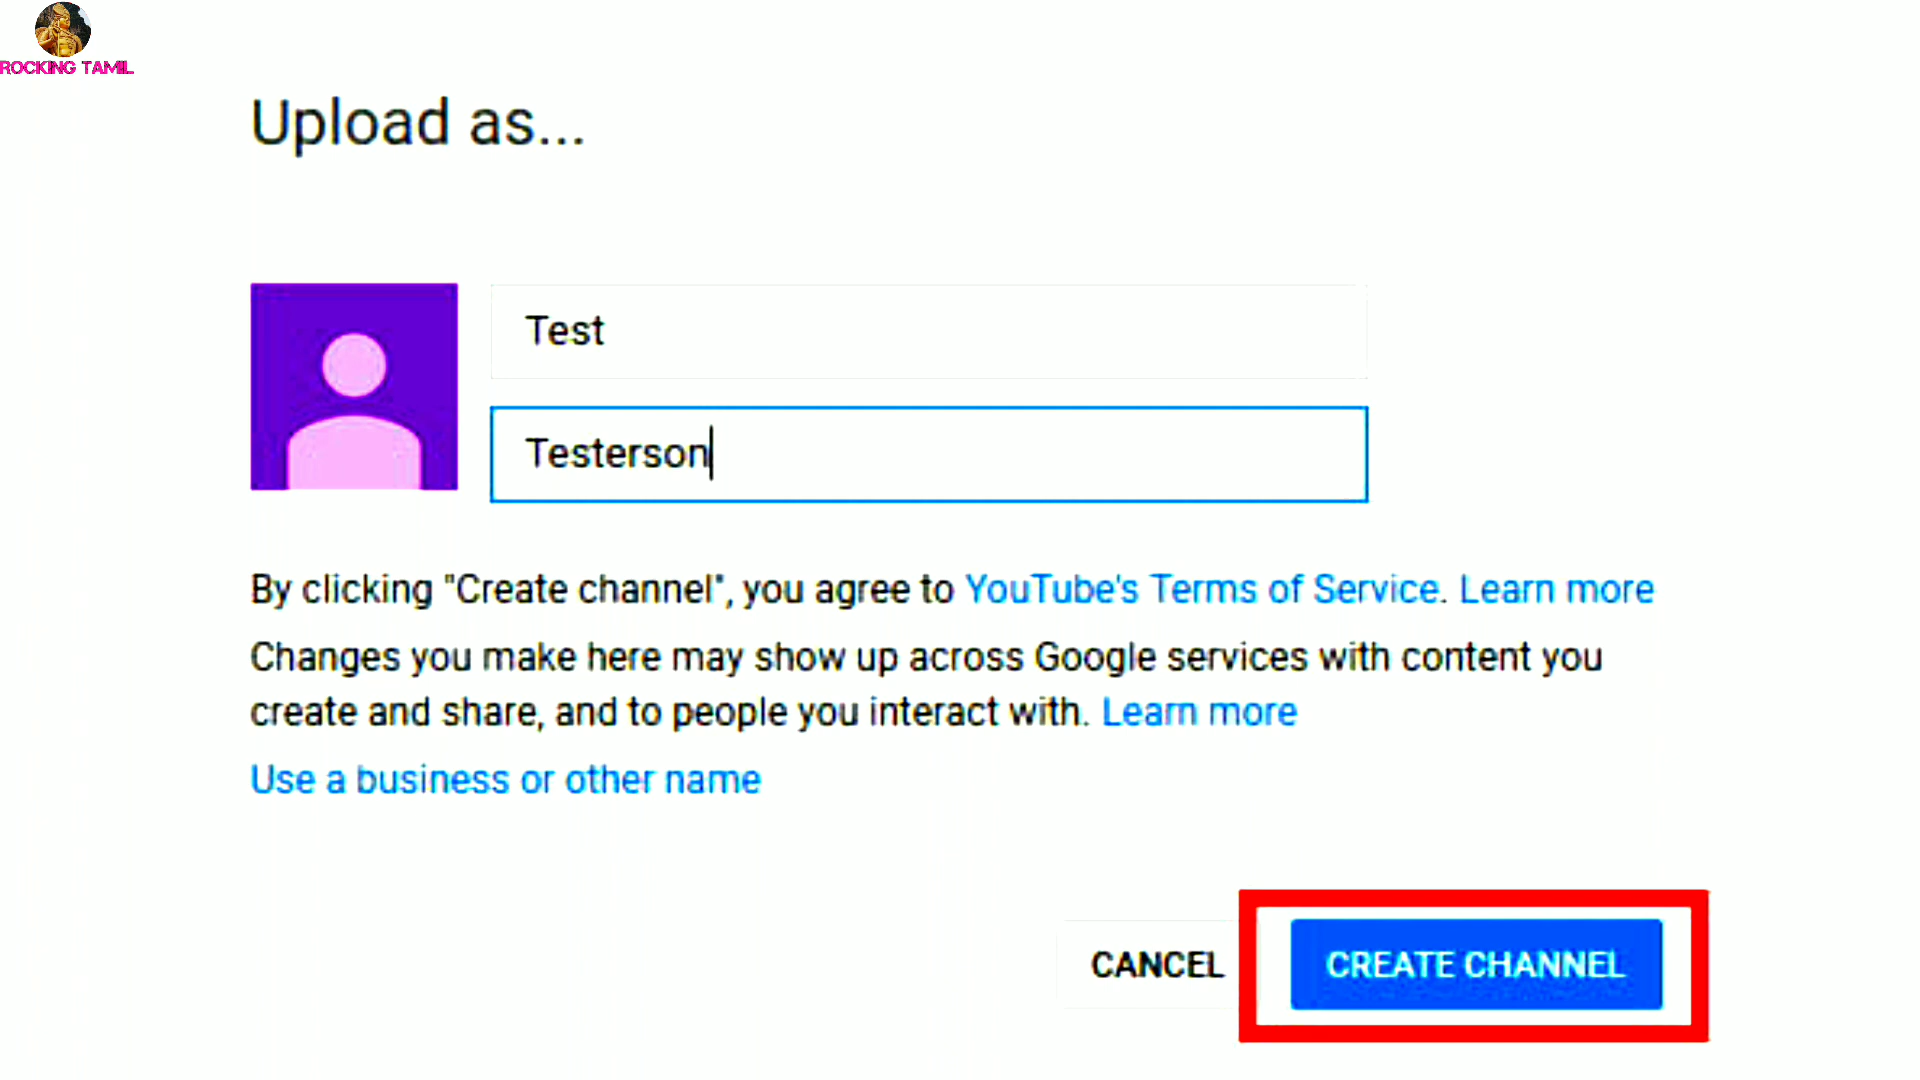 ROCKING TAMIL
Upload as...
Test
Testerson
By clicking "Create channel", you agree to YouTube's Terms of Service. Learn more
Changes you make here may show up across Google services with content you
create and share, and to people you interact with. Learn more
Use a business or other name
CANCEL
CREATE CHANNEL